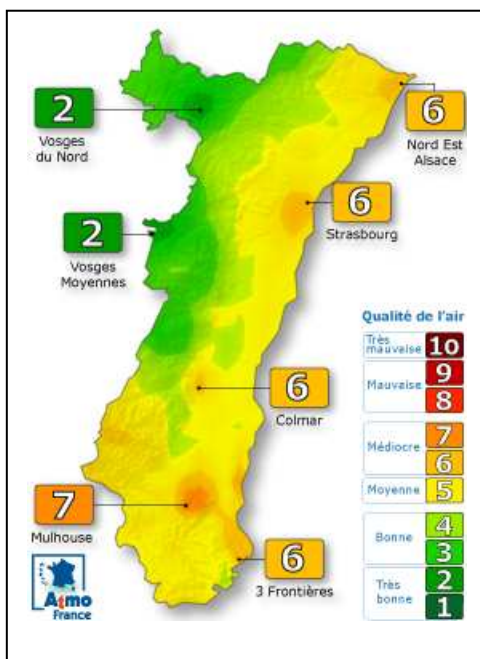 2
Vosges
du Nord
6
Nord Est
Alsace
2
Vosges
Moyennes
6
Strasbourg
6
Colmar
7
Mulhouse
6
3 Frontières
Atmo
France
Qualité de l'air
Très
mauvaise
10
Mauvaise
9
8
Médiocre
7
6
Moyenne
5
Bonne
4
3
Très
bonne
2
1